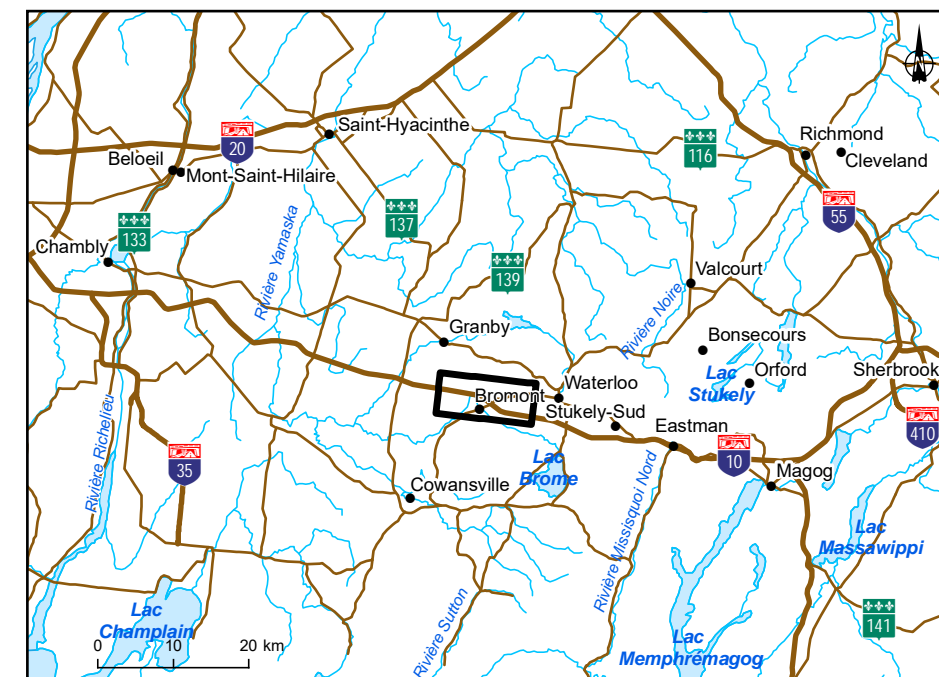 Saint-Hyacinthe
20
116
Richmond
Cleveland
Beloeil
Mont-Saint-Hilaire
137
55
133
Chambly
139
Rivière Yamaska
Valcourt
Rivière Noire
Granby
Bonsecours
Lac
Stukely
Orford
Sherbrook
Waterloo
Bromont
Stukely-Sud
410
Eastman
10
Rivière Richelieu
35
Lac
Brome
Magog
Cowansville
Rivière Missisquoi Nord
Lac
Massawippi
Lac
Champlain
Rivière Sutton
Lac
Memphrémagog
141
0 10 20 km